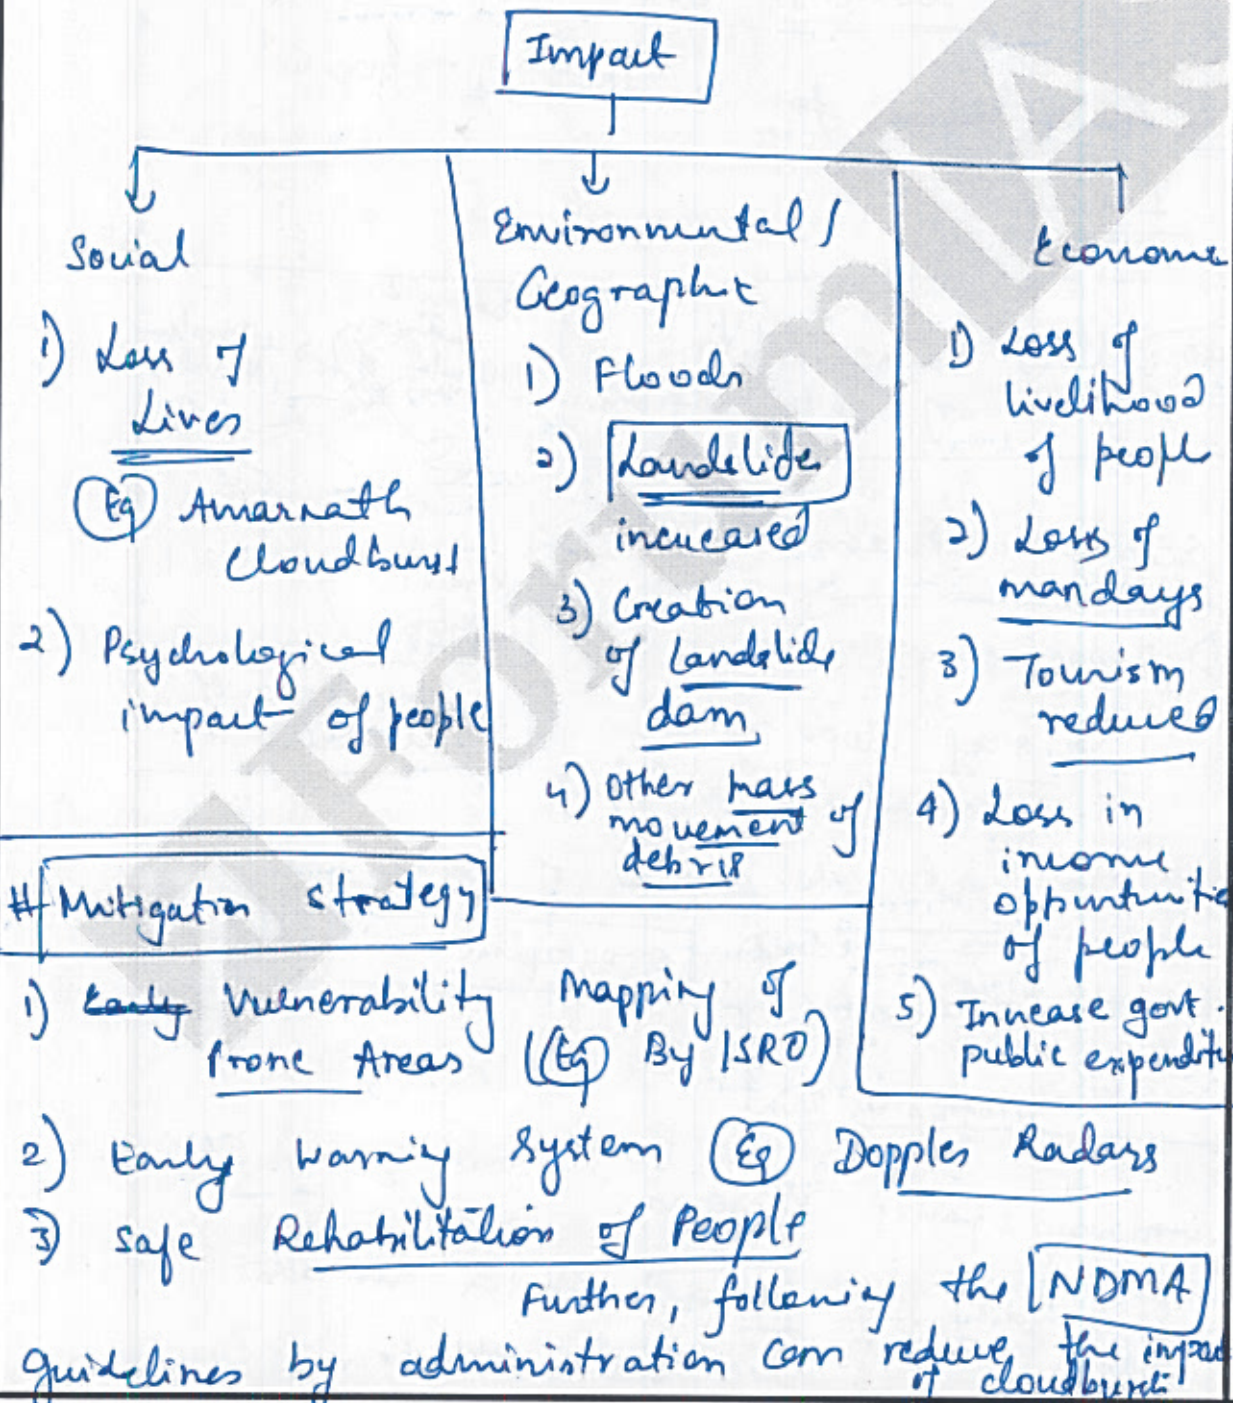 Impact
Social
1) Loss of
Lives
Eg Amarnath
Cloudburst
2) Psychological
impact of people
Environmental /
Geographic
1) Floods
2) Landslides
increased
3) Creation
of landslide
dam
4) Other mass
movement of
debris
Economic
1) Loss of
livelihood
of people
2) Loss of
mandays
3) Tourism
reduced
4) Loss in
income
opportunitie
of people
5) Increase govt.
public expenditu
# Mitigation Strategy
1) Early Vulnerability Mapping of
Prone Areas (Eg By ISRO)
2) Early warning system Eg Doppler Radars
3) Safe Rehabilitation of People
Further, following the NDMA
guidelines by administration can reduce the impact
of cloudburst
ForumIAS